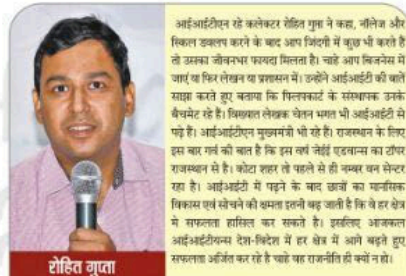 आईआईटीएन रहे कलेक्टर रोहित गुप्ता ने कहा, नॉलेज और
स्किल डवलप करने के बाद आप जिंदगी में कुछ भी करते हैं
तो उसका जीवनभर फायदा मिलता है। चाहे आप बिजनेस में
जाएं या फिर लेखन या प्रशासन में। उन्होंने आईआईटी की बातें
साझा करते हुए बताया कि फ्लिपकार्ट के संस्थापक उनके
बैचमेट रहे हैं। विख्यात लेखक चेतन भगत भी आईआईटी से
पढ़े हैं। आईआईटीएन मुख्यमंत्री भी रहे हैं। राजस्थान के लिए
इस बार गर्व की बात है कि इस वर्ष जेईई एडवान्स का टॉपर
राजस्थान से है। कोटा शहर तो पहले से ही नम्बर वन सेन्टर
रहा है। आईआईटी में पढ़ने के बाद छात्रों का मानसिक
विकास एवं सोचने की क्षमता इतनी बढ़ जाती है कि वे हर क्षेत्र
मे सफलता हासिल कर सकते है। इसलिए आजकल
आईआईटीयन्स देश-विदेश में हर क्षेत्र में आगे बढ़ते हुए
सफलता अर्जित कर रहे है चाहे वह राजनीति ही क्यों न हो।
रोहित गुप्ता